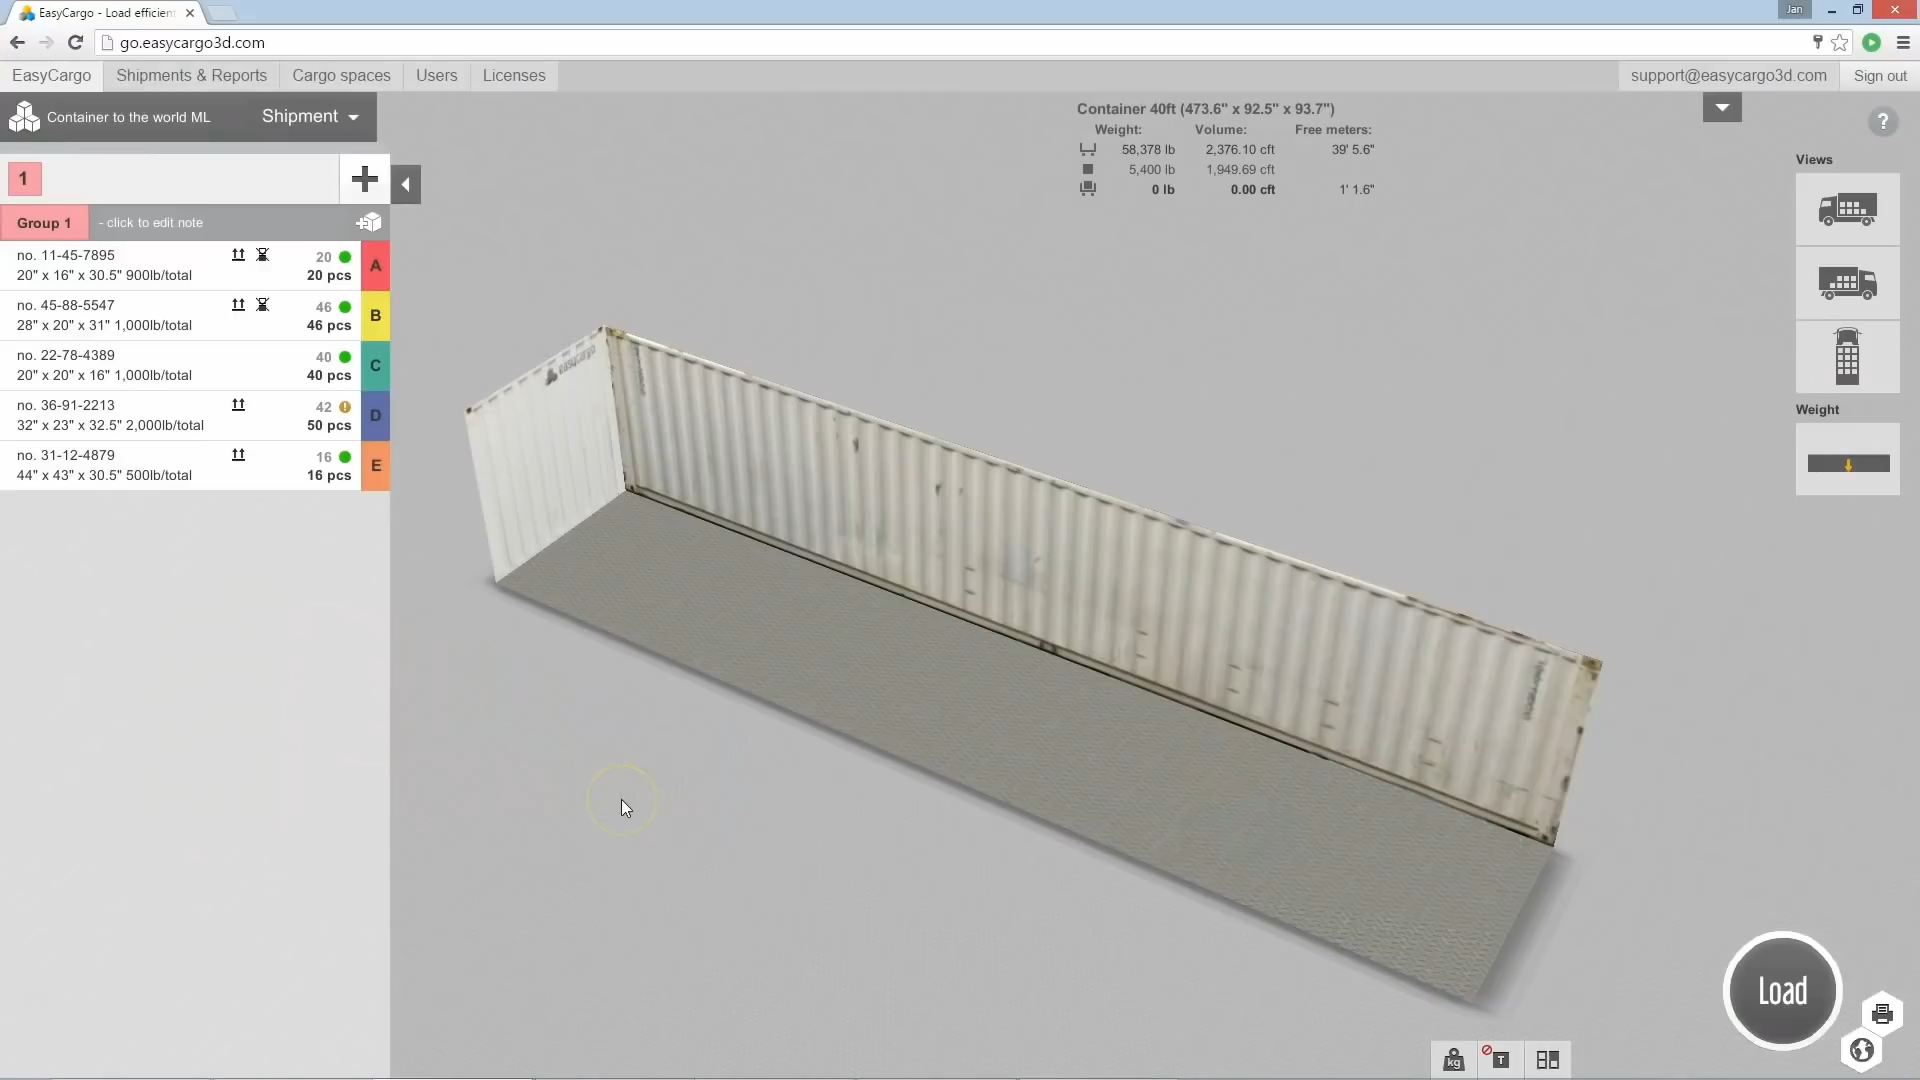 EasyCargo - Load efficient
Jan
go.easycargo3d.com
EasyCargo
Shipments & Reports
Cargo spaces
Users
Licenses
support@easycargo3d.com
Sign out
Container to the world ML
Shipment
1
Group 1
- click to edit note
no. 11-45-7895
20
20" x 16" x 30.5" 900lb/total
20 pcs
A
no. 45-88-5547
46
28" x 20" x 31" 1,000lb/total
46 pcs
B
no. 22-78-4389
40
20" x 20" x 16" 1,000lb/total
40 pcs
C
no. 36-91-2213
42
32" x 23" x 32.5" 2,000lb/total
50 pcs
D
no. 31-12-4879
16
44" x 43" x 30.5" 500lb/total
16 pcs
E
Container 40ft (473.6" x 92.5" x 93.7")
Weight: Volume: Free meters:
58,378 lb 2,376.10 cft 39' 5.6"
5,400 lb 1,949.69 cft
0 lb 0.00 cft 1' 1.6"
?
Views
Weight
easycargo
Load
kg
T